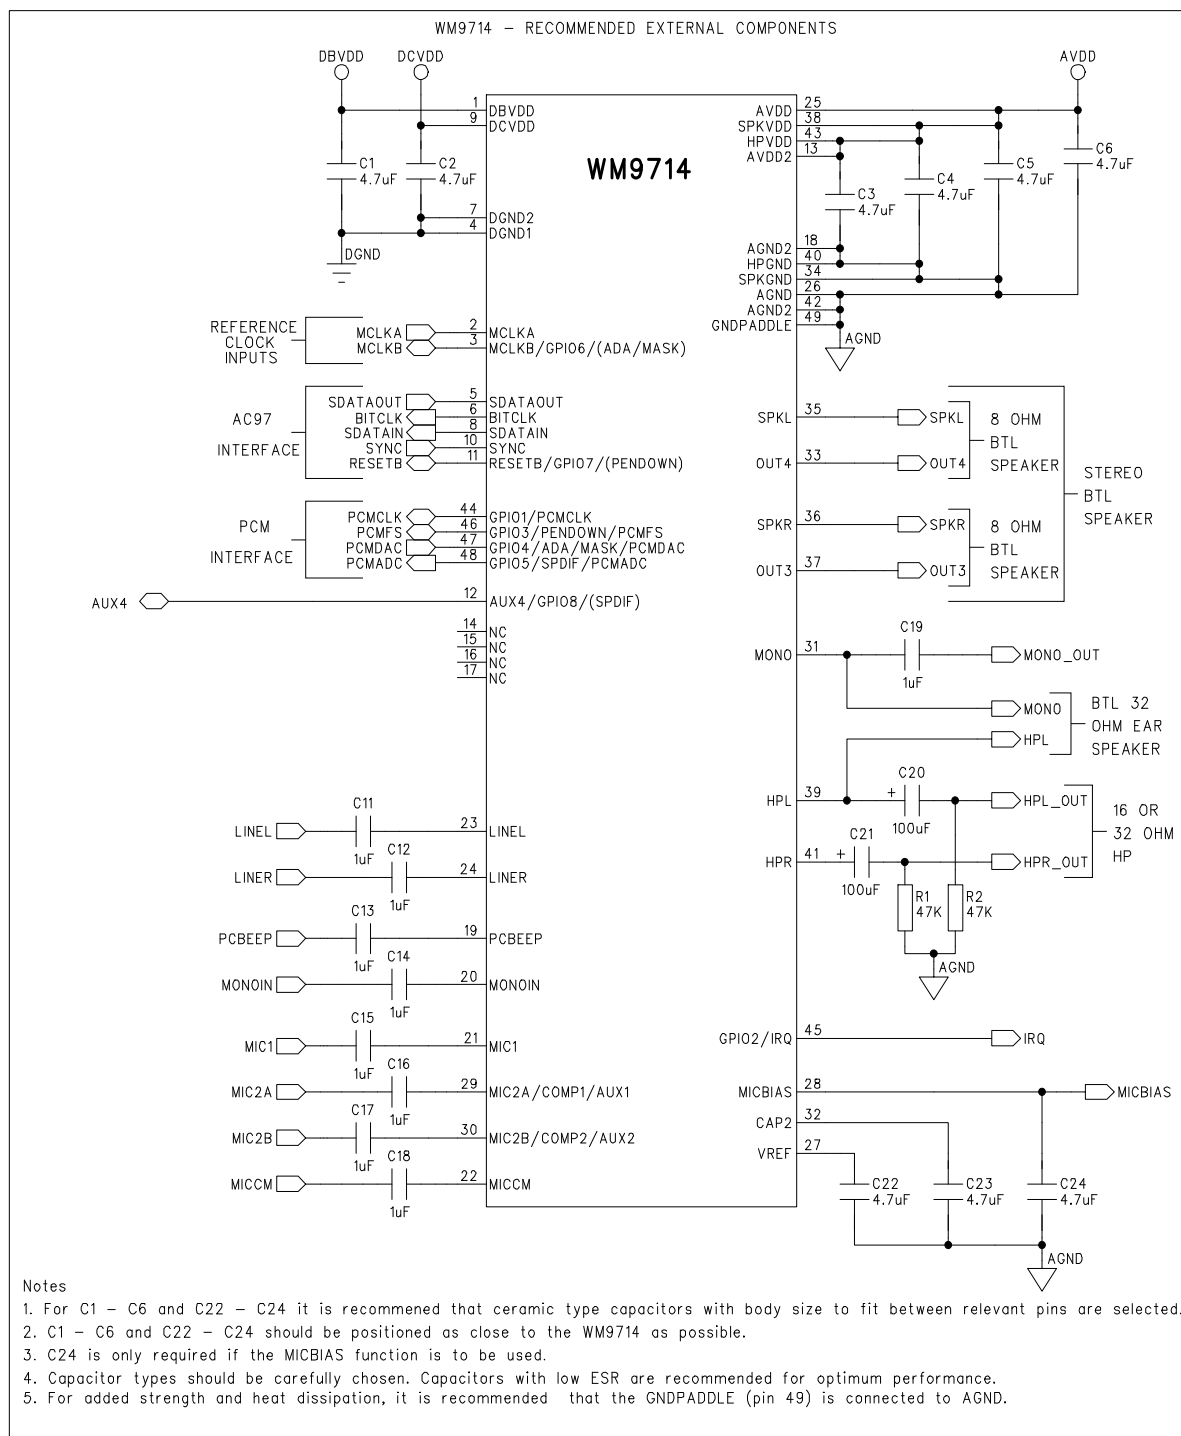 WM9714 – RECOMMENDED EXTERNAL COMPONENTS
DBVDD
DCVDD
AVDD
WM9714
1
DBVDD
9
DCVDD
C1
4.7uF
C2
4.7uF
7
DGND2
4
DGND1
DGND
AVDD
25
SPKVDD
38
HPVDD
43
AVDD2
13
C3
4.7uF
C4
4.7uF
C5
4.7uF
C6
4.7uF
AGND2
18
HPGND
40
SPKGND
34
AGND
26
AGND2
42
GNDPADDLE
49
AGND
REFERENCE
CLOCK
INPUTS
MCLKA
2
MCLKA
MCLKB
3
MCLKB/GPIO6/(ADA/MASK)
AC97
INTERFACE
SDATAOUT
5
SDATAOUT
BITCLK
6
BITCLK
SDATAIN
8
SDATAIN
SYNC
10
SYNC
RESETB
11
RESETB/GPIO7/(PENDOWN)
PCM
INTERFACE
PCMCLK
44
GPIO1/PCMCLK
PCMFS
46
GPIO3/PENDOWN/PCMFS
PCMDAC
47
GPIO4/ADA/MASK/PCMDAC
PCMADC
48
GPIO5/SPDIF/PCMADC
AUX4
12
AUX4/GPIO8/(SPDIF)
14
NC
15
NC
16
NC
17
NC
SPKL
35
SPKL
OUT4
33
OUT4
8 OHM
BTL
SPEAKER
SPKR
36
SPKR
OUT3
37
OUT3
8 OHM
BTL
SPEAKER
STEREO
BTL
SPEAKER
MONO
31
C19
1uF
MONO_OUT
MONO
HPL
BTL 32
OHM EAR
SPEAKER
HPL
39
+
C20
100uF
HPL_OUT
HPR
41
+
C21
100uF
HPR_OUT
16 OR
32 OHM
HP
R1
47K
R2
47K
AGND
LINEL
C11
1uF
23
LINEL
LINER
C12
1uF
24
LINER
PCBEEP
C13
1uF
19
PCBEEP
MONOIN
C14
1uF
20
MONOIN
MIC1
C15
1uF
21
MIC1
MIC2A
C16
1uF
29
MIC2A/COMP1/AUX1
MIC2B
C17
1uF
30
MIC2B/COMP2/AUX2
MICCM
C18
1uF
22
MICCM
GPIO2/IRQ
45
IRQ
MICBIAS
28
MICBIAS
CAP2
32
VREF
27
C22
4.7uF
C23
4.7uF
C24
4.7uF
AGND
Notes
1. For C1 – C6 and C22 – C24 it is recommened that ceramic type capacitors with body size to fit between relevant pins are selected.
2. C1 – C6 and C22 – C24 should be positioned as close to the WM9714 as possible.
3. C24 is only required if the MICBIAS function is to be used.
4. Capacitor types should be carefully chosen. Capacitors with low ESR are recommended for optimum performance.
5. For added strength and heat dissipation, it is recommended that the GNDPADDLE (pin 49) is connected to AGND.